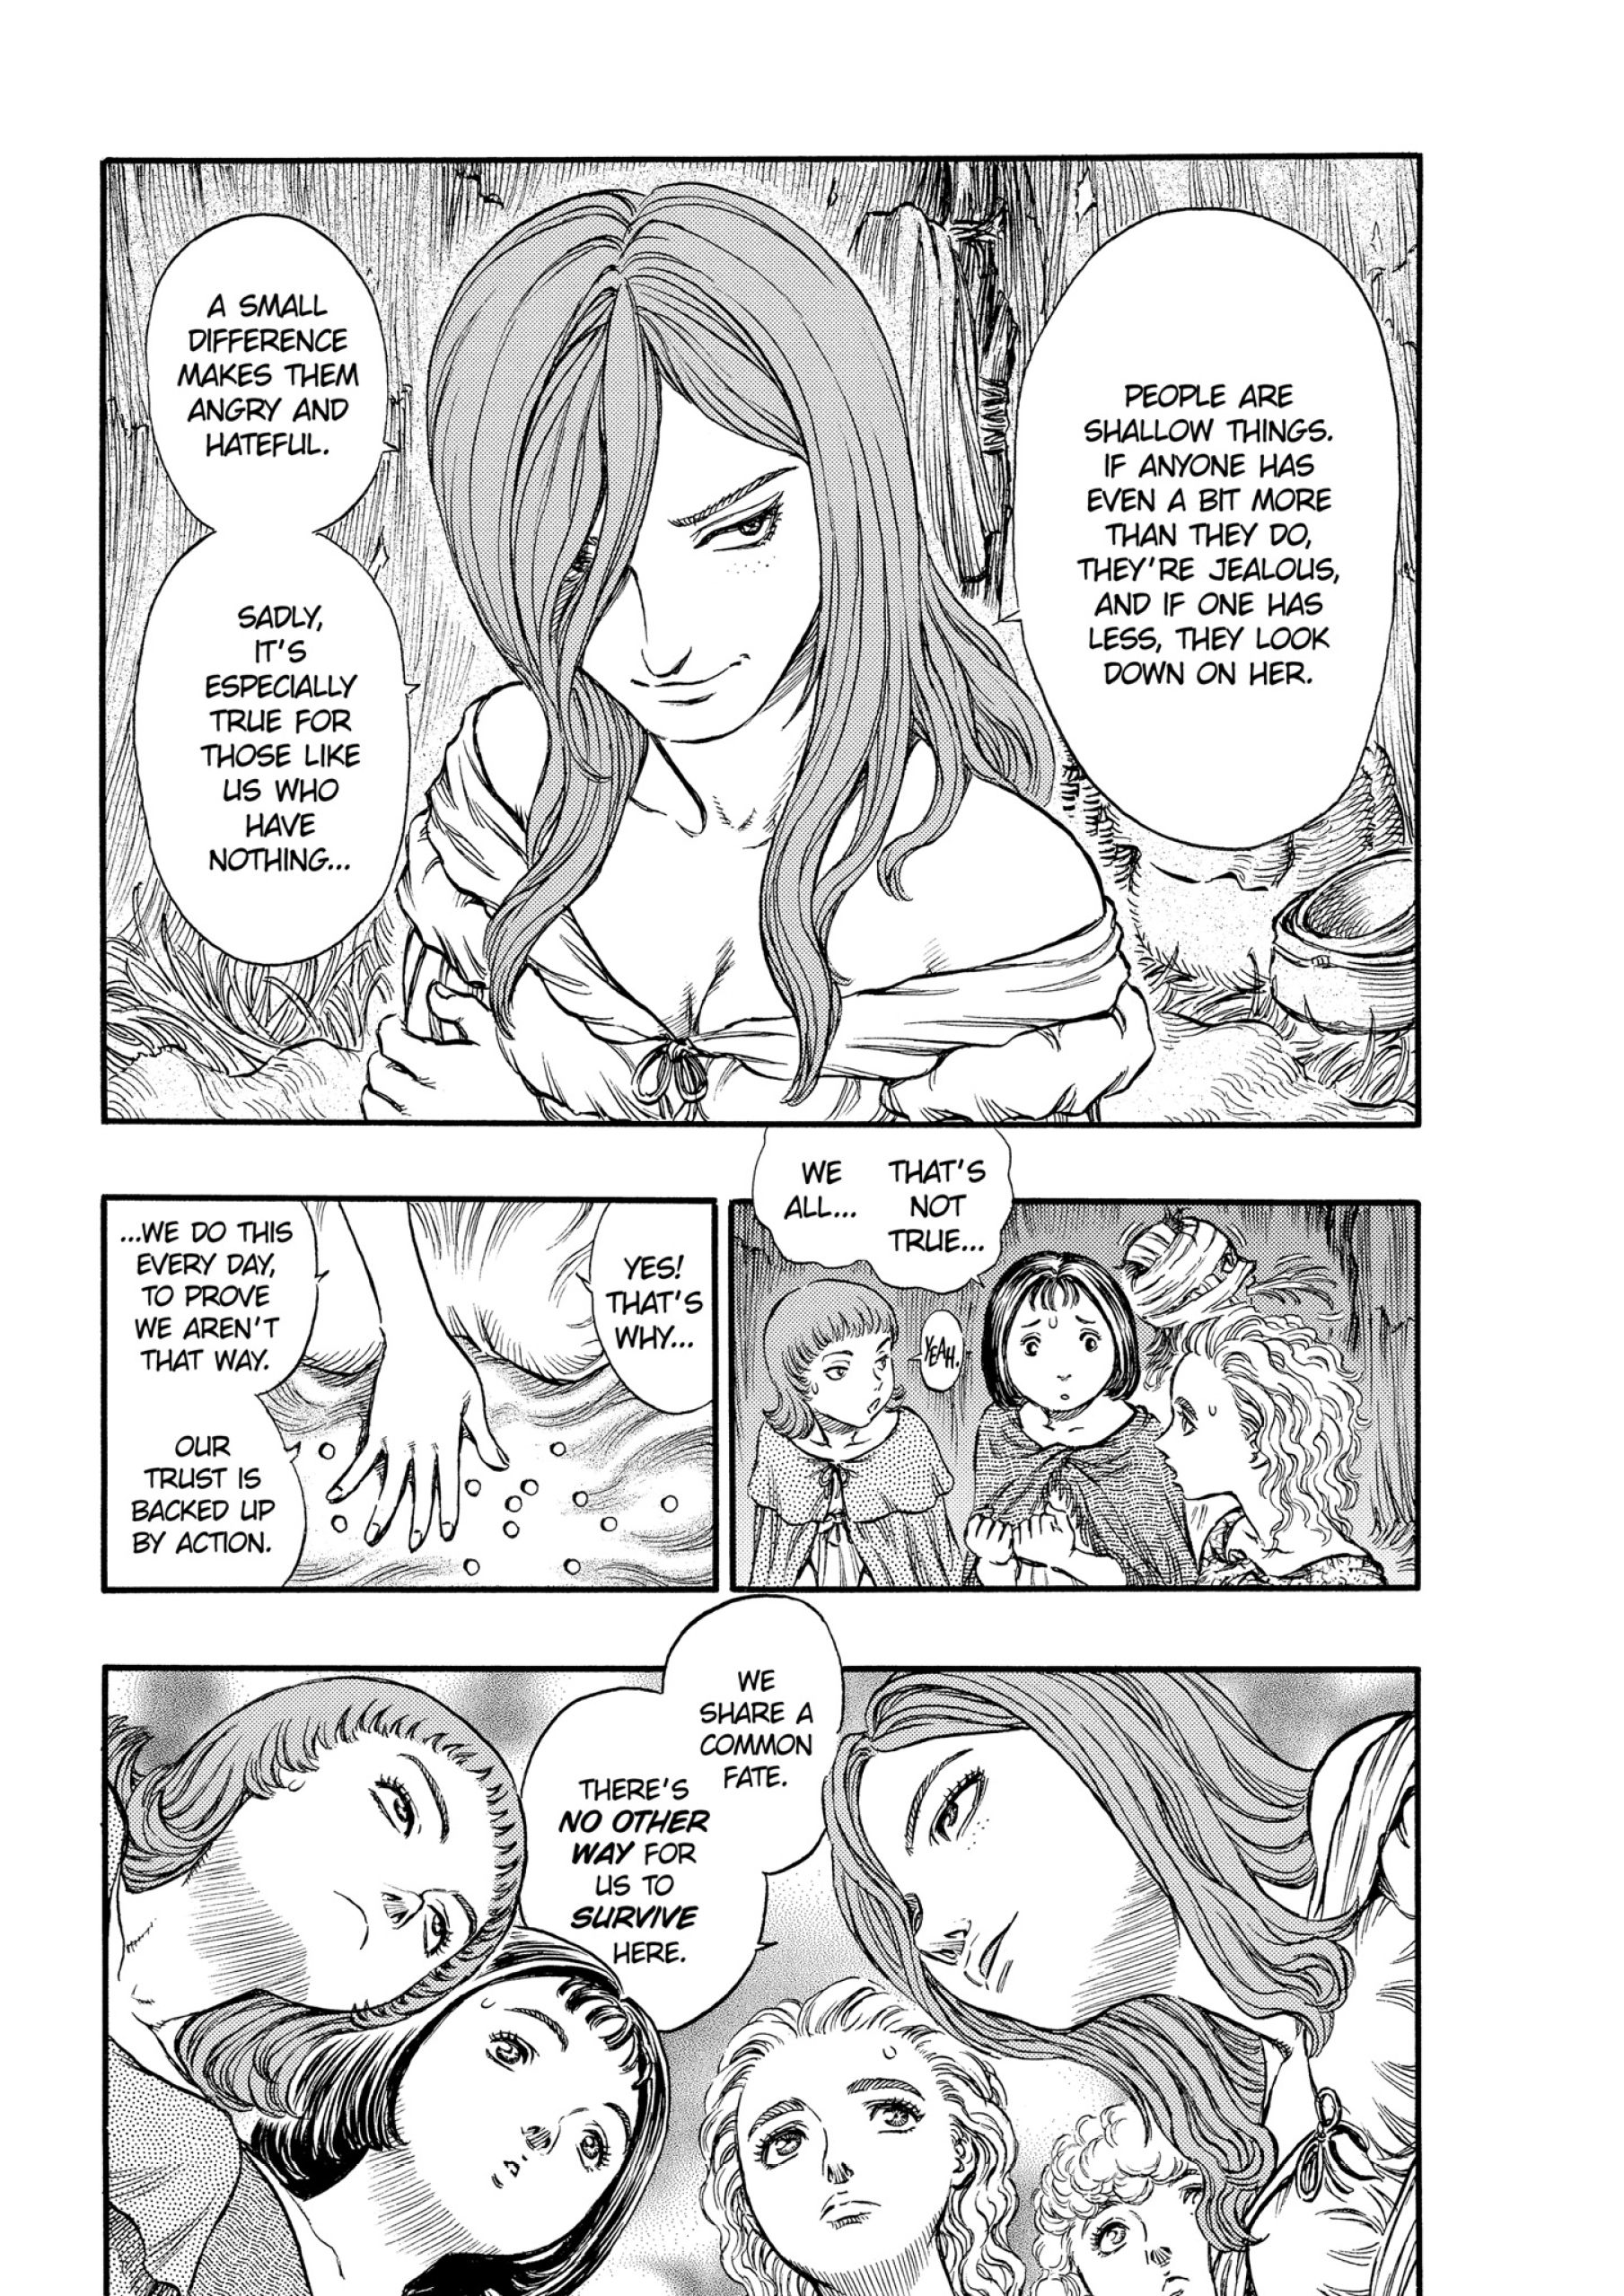 PEOPLE ARE
SHALLOW THINGS.
IF ANYONE HAS
EVEN A BIT MORE
THAN THEY DO,
THEY'RE JEALOUS,
AND IF ONE HAS
LESS, THEY LOOK
DOWN ON HER.
A SMALL
DIFFERENCE
MAKES THEM
ANGRY AND
HATEFUL.
SADLY,
IT'S
ESPECIALLY
TRUE FOR
THOSE LIKE
US WHO
HAVE
NOTHING...
THAT'S
NOT
TRUE...
WE
ALL...
YEAH.
YES!
THAT'S
WHY...
...WE DO THIS
EVERY DAY,
TO PROVE
WE AREN'T
THAT WAY.
OUR
TRUST IS
BACKED UP
BY ACTION.
WE
SHARE A
COMMON
FATE.
THERE'S
NO OTHER
WAY FOR
US TO
SURVIVE
HERE.